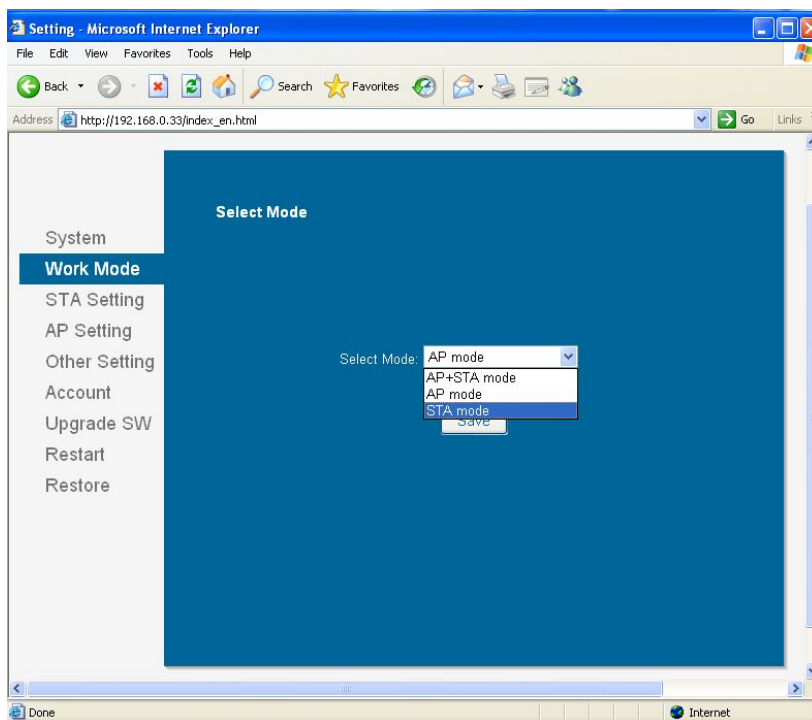 Setting - Microsoft Internet Explorer
File Edit View Favorites Tools Help
Back Search Favorites
Address http://192.168.0.33/index_en.html Go Links
Select Mode
System
Work Mode
STA Setting
AP Setting
Other Setting
Account
Upgrade SW
Restart
Restore
Select Mode: AP mode
AP+STA mode
AP mode
STA mode
Save
Done Internet